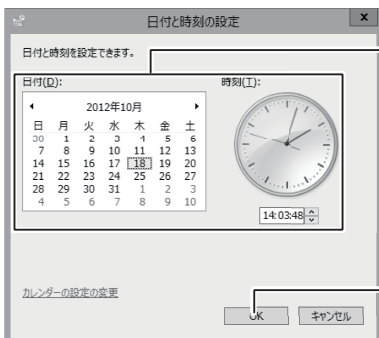 日付と時刻の設定
x
日付と時刻を設定できます。
日付(D):
時刻(T):
2012年10月
日 月 火 水 木 金 土
30 1 2 3 4 5 6
7 8 9 10 11 12 13
14 15 16 17 18 19 20
21 22 23 24 25 26 27
28 29 30 31 1 2 3
4 5 6 7 8 9 10
14:03:48
カレンダーの設定の変更
OK キャンセル